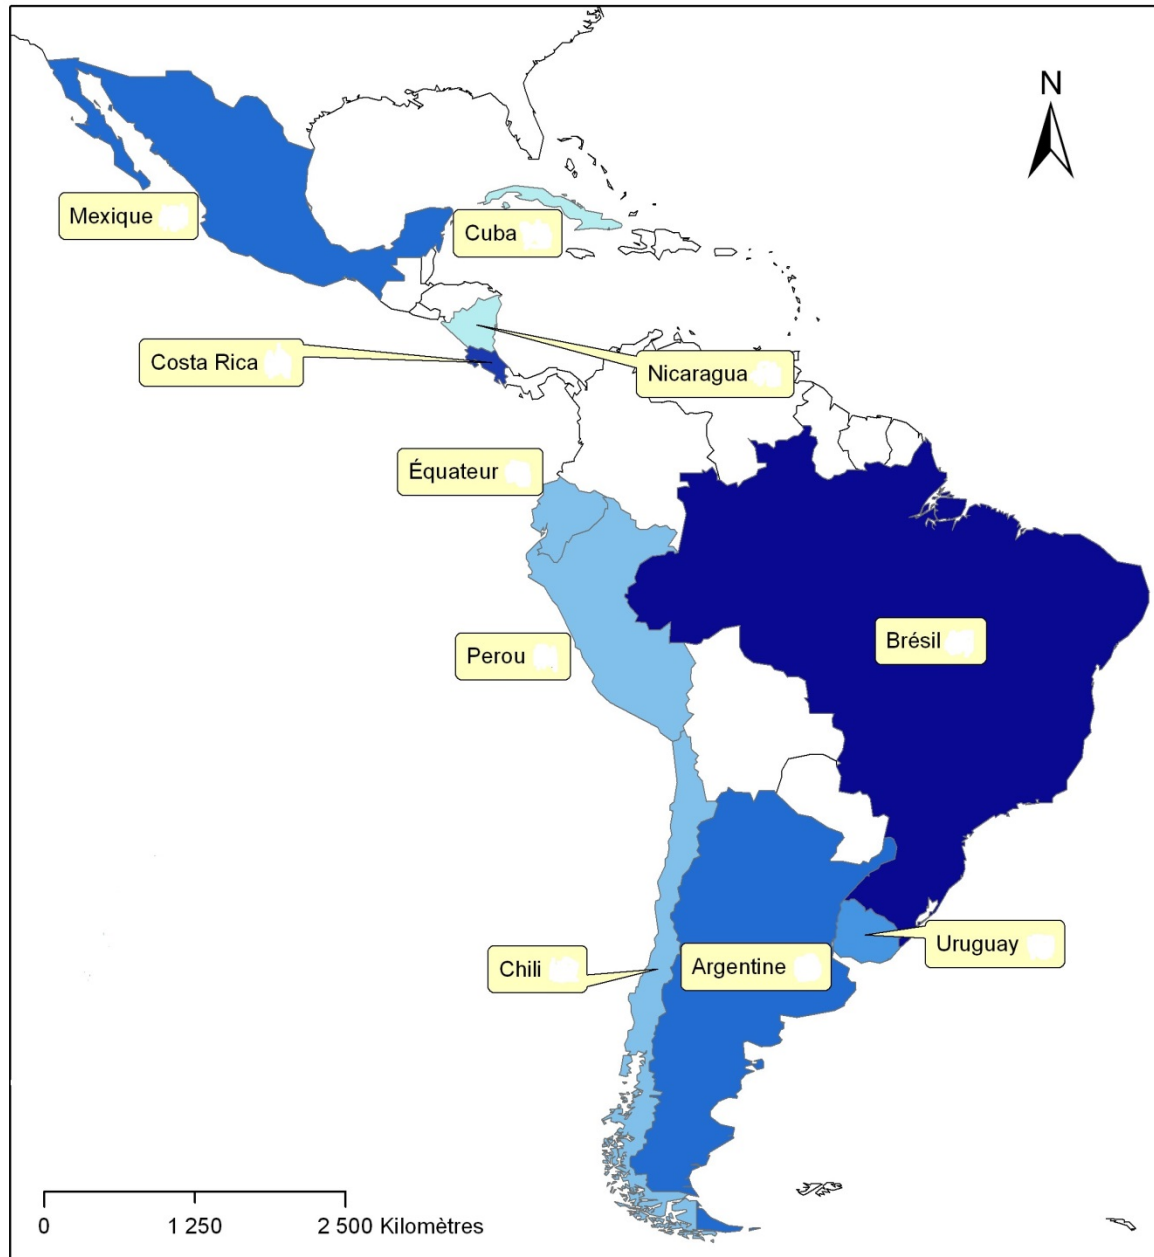 N
Mexique
Cuba
Costa Rica
Nicaragua
Équateur
Perou
Brésil
Uruguay
Chili
Argentine
0 1 250 2 500 Kilomètres